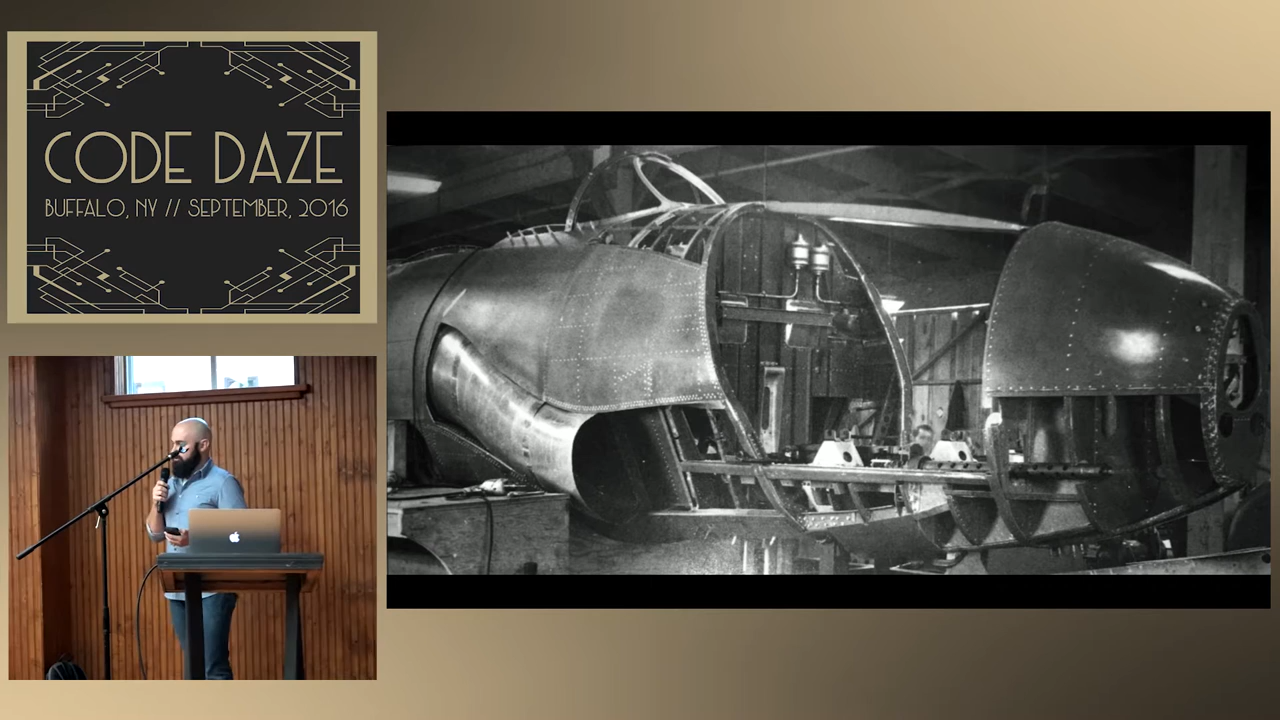 CODE DAZE
BUFFALO, NY // SEPTEMBER, 2016